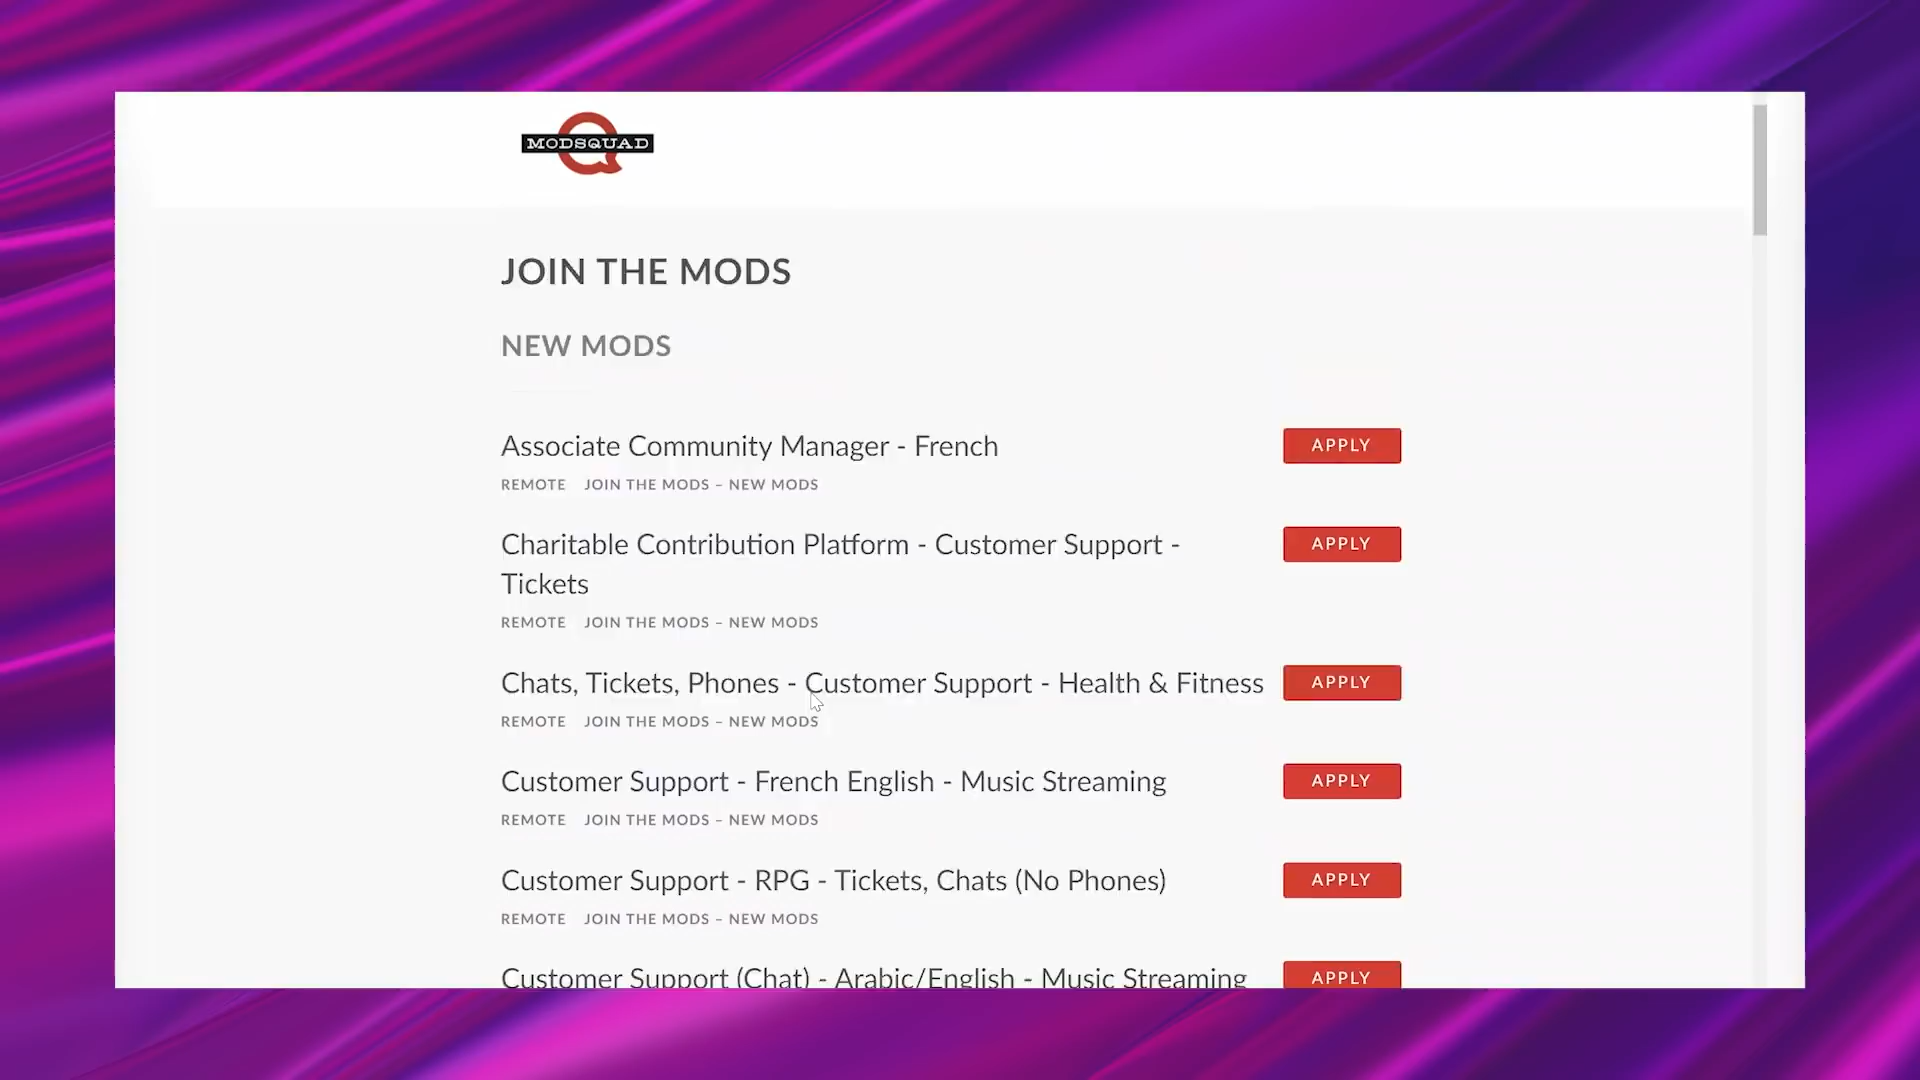 MODSQUAD
JOIN THE MODS
NEW MODS
Associate Community Manager - French
APPLY
REMOTE JOIN THE MODS – NEW MODS
Charitable Contribution Platform - Customer Support -
Tickets
APPLY
REMOTE JOIN THE MODS – NEW MODS
Chats, Tickets, Phones - Customer Support - Health & Fitness
APPLY
REMOTE JOIN THE MODS – NEW MODS
Customer Support - French English - Music Streaming
APPLY
REMOTE JOIN THE MODS – NEW MODS
Customer Support - RPG - Tickets, Chats (No Phones)
APPLY
REMOTE JOIN THE MODS – NEW MODS
Customer Support (Chat) - Arabic/English - Music Streaming
APPLY